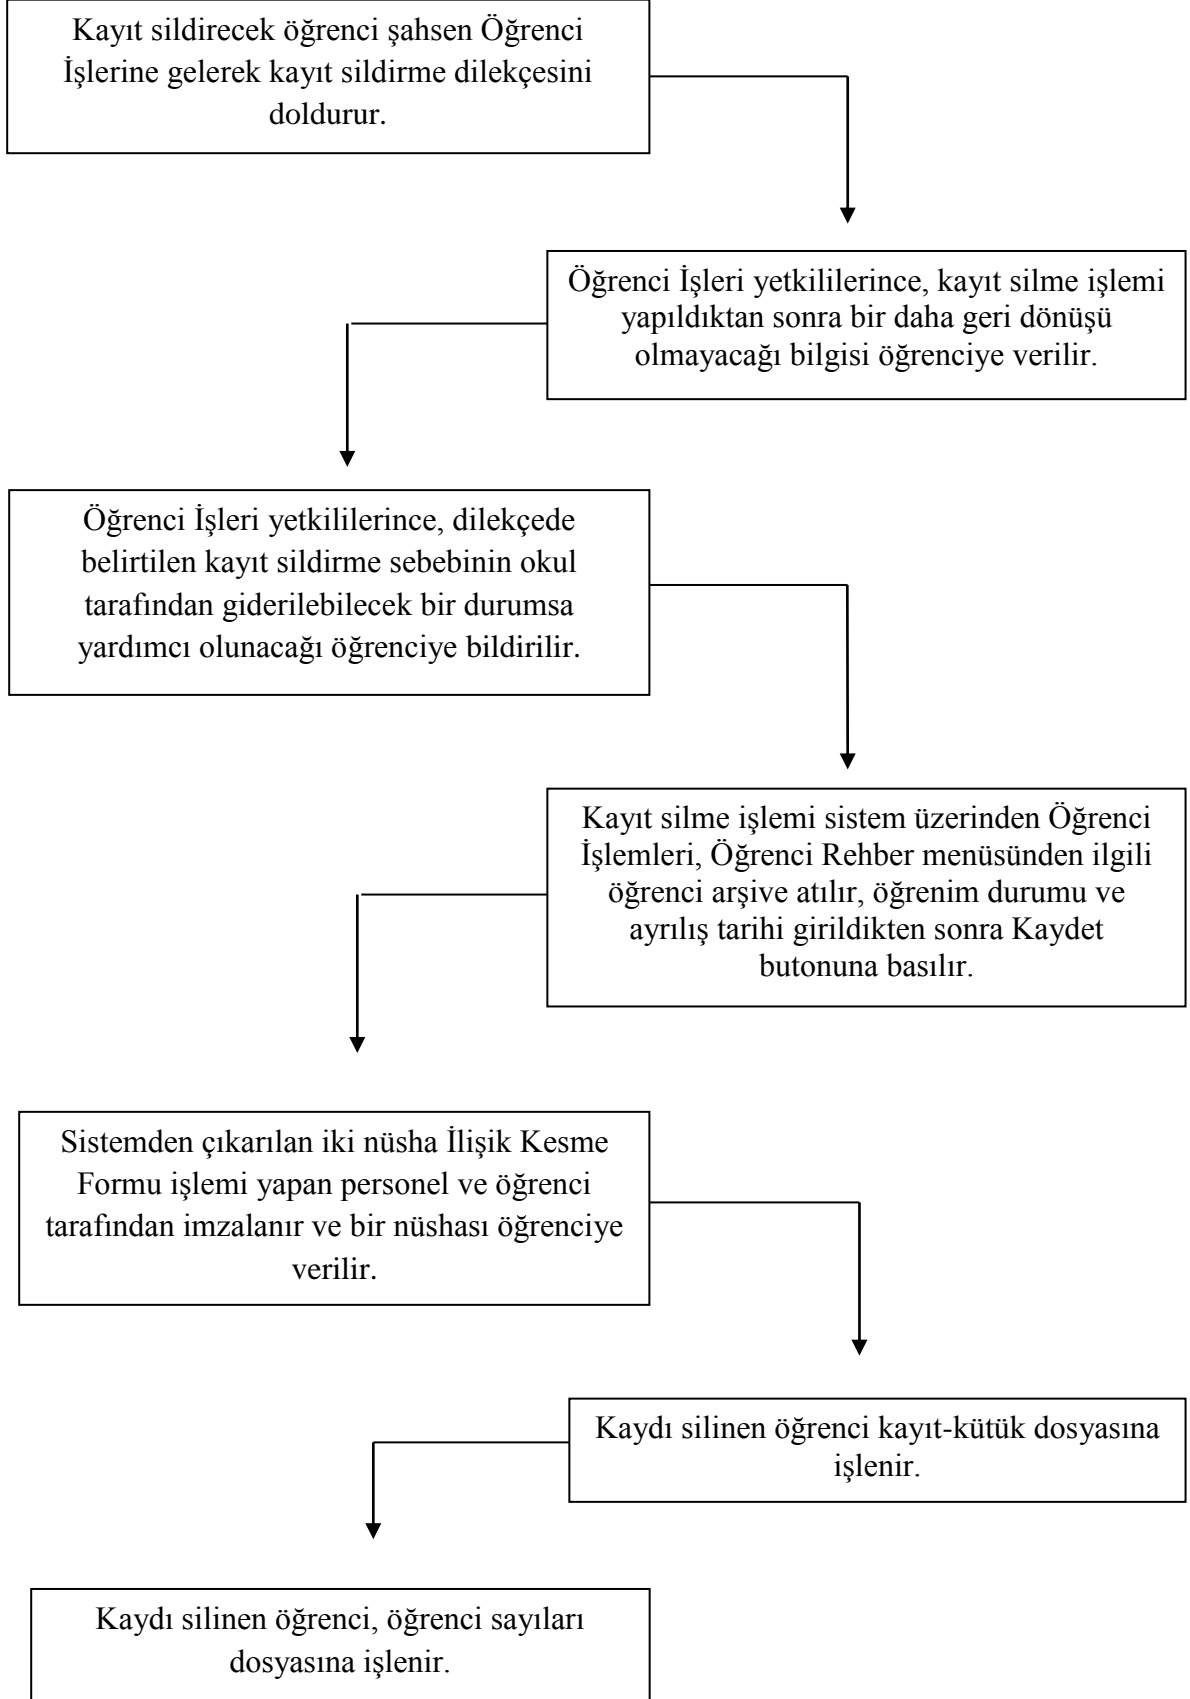 Kayıt sildirecek öğrenci şahsen Öğrenci
İşlerine gelerek kayıt sildirme dilekçesini
doldurur.
Öğrenci İşleri yetkililerince, kayıt silme işlemi
yapıldıktan sonra bir daha geri dönüşü
olmayacağı bilgisi öğrenciye verilir.
Öğrenci İşleri yetkililerince, dilekçede
belirtilen kayıt sildirme sebebinin okul
tarafından giderilebilecek bir durumsa
yardımcı olunacağı öğrenciye bildirilir.
Kayıt silme işlemi sistem üzerinden Öğrenci
İşlemleri, Öğrenci Rehber menüsünden ilgili
öğrenci arşive atılır, öğrenim durumu ve
ayrılış tarihi girildikten sonra Kaydet
butonuna basılır.
Sistemden çıkarılan iki nüsha İlişik Kesme
Formu işlemi yapan personel ve öğrenci
tarafından imzalanır ve bir nüshası öğrenciye
verilir.
Kaydı silinen öğrenci kayıt-kütük dosyasına
işlenir.
Kaydı silinen öğrenci, öğrenci sayıları
dosyasına işlenir.